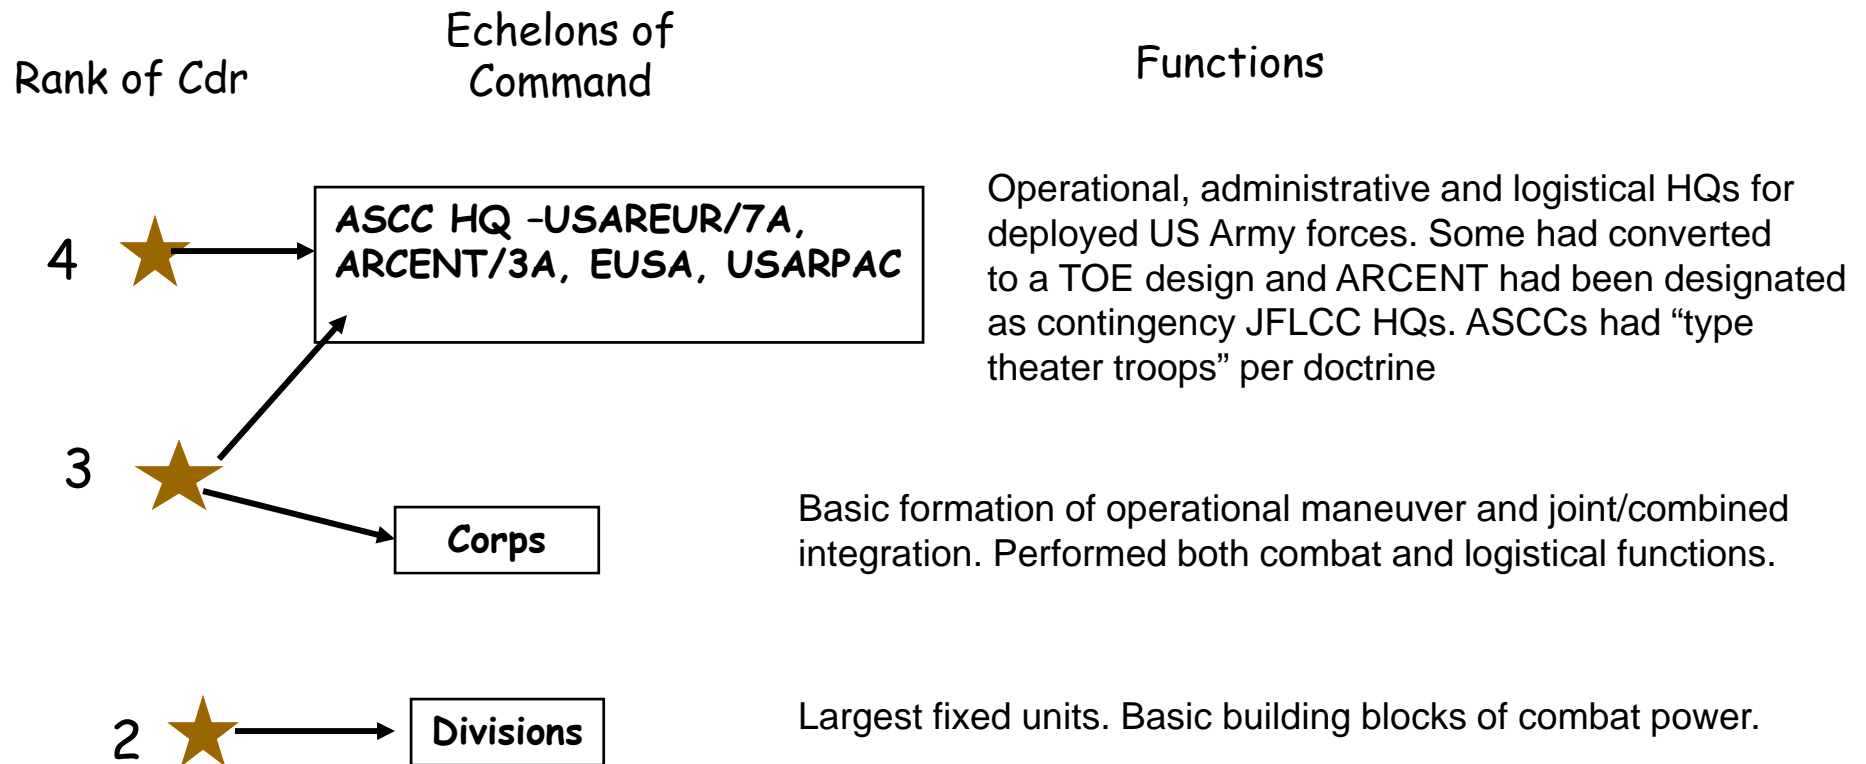 Rank of Cdr
Echelons of
Command
Functions
4
ASCC HQ –USAREUR/7A,
ARCENT/3A, EUSA, USARPAC
Operational, administrative and logistical HQs for
deployed US Army forces. Some had converted
to a TOE design and ARCENT had been designated
as contingency JFLCC HQs. ASCCs had “type
theater troops” per doctrine
3
Corps
Basic formation of operational maneuver and joint/combined
integration. Performed both combat and logistical functions.
2
Divisions
Largest fixed units. Basic building blocks of combat power.